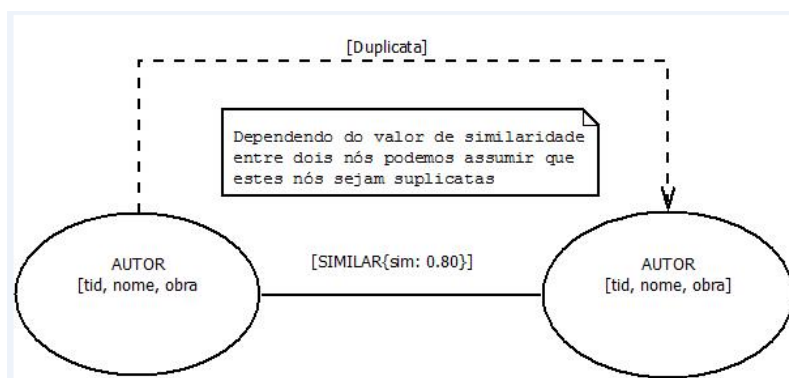 [Duplicata]
Dependendo do valor de similaridade
entre dois nós podemos assumir que
estes nós sejam suplicatas
AUTOR
[tid, nome, obra
[SIMILAR{sim: 0.80}]
AUTOR
[tid, nome, obra]